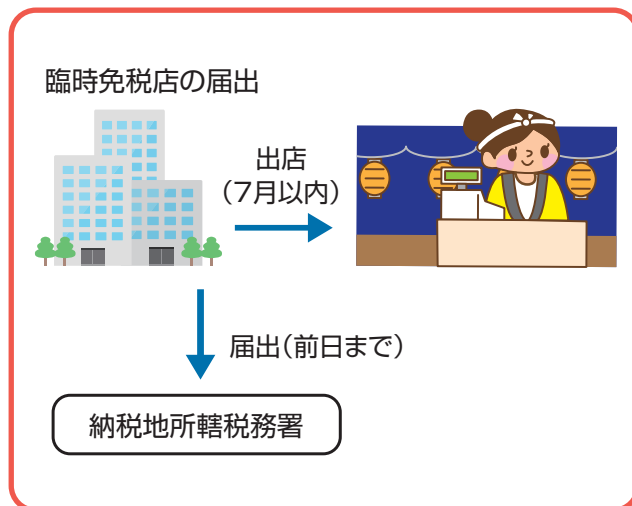 臨時免税店の届出
出店
（7月以内）
届出（前日まで）
納税地所轄税務署